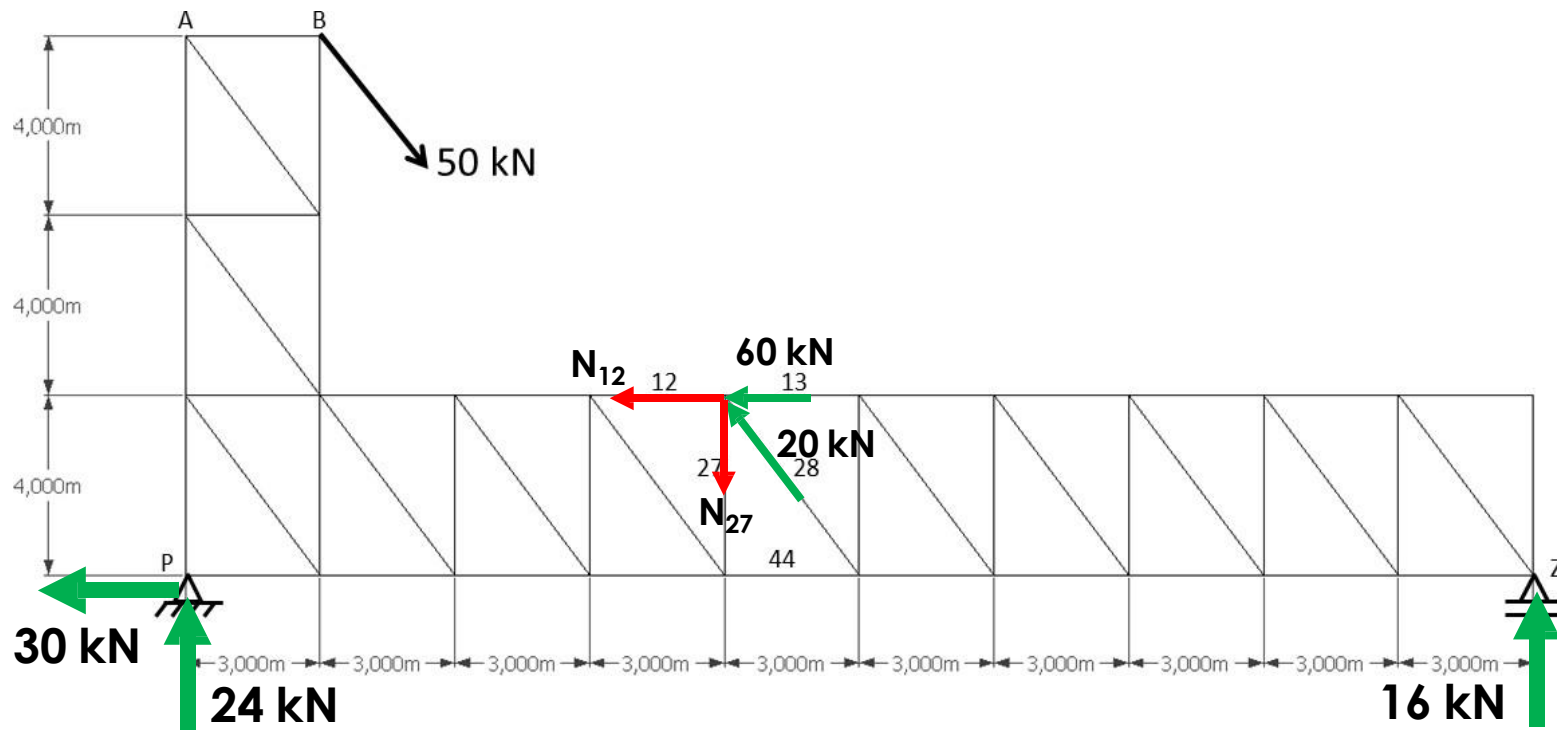 A B
4,000m
50 kN
4,000m
60 kN
N12 12 13
20 kN
27 28
4,000m
N27
44
P Z
30 kN
3,000m 3,000m 3,000m 3,000m 3,000m 3,000m 3,000m 3,000m 3,000m 3,000m
24 kN 16 kN